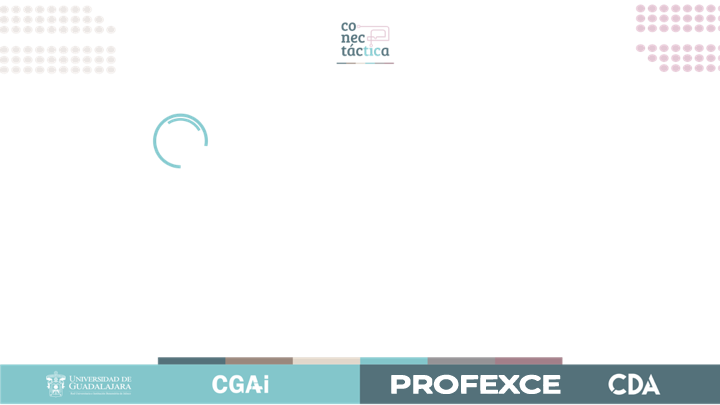 co
nec
táctica
UNIVERSIDAD DE
GUADALAJARA
CGAi
PROFEXCE
CDA